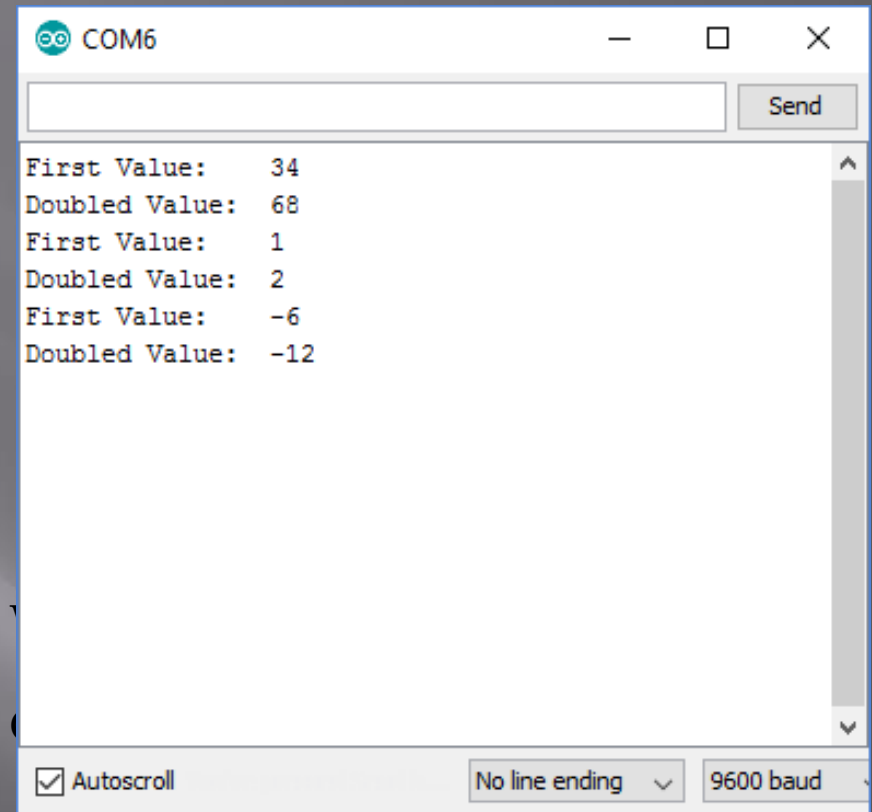 COM6
Send
First Value: 34
Doubled Value: 68
First Value: 1
Doubled Value: 2
First Value: -6
Doubled Value: -12
Autoscroll No line ending 9600 baud